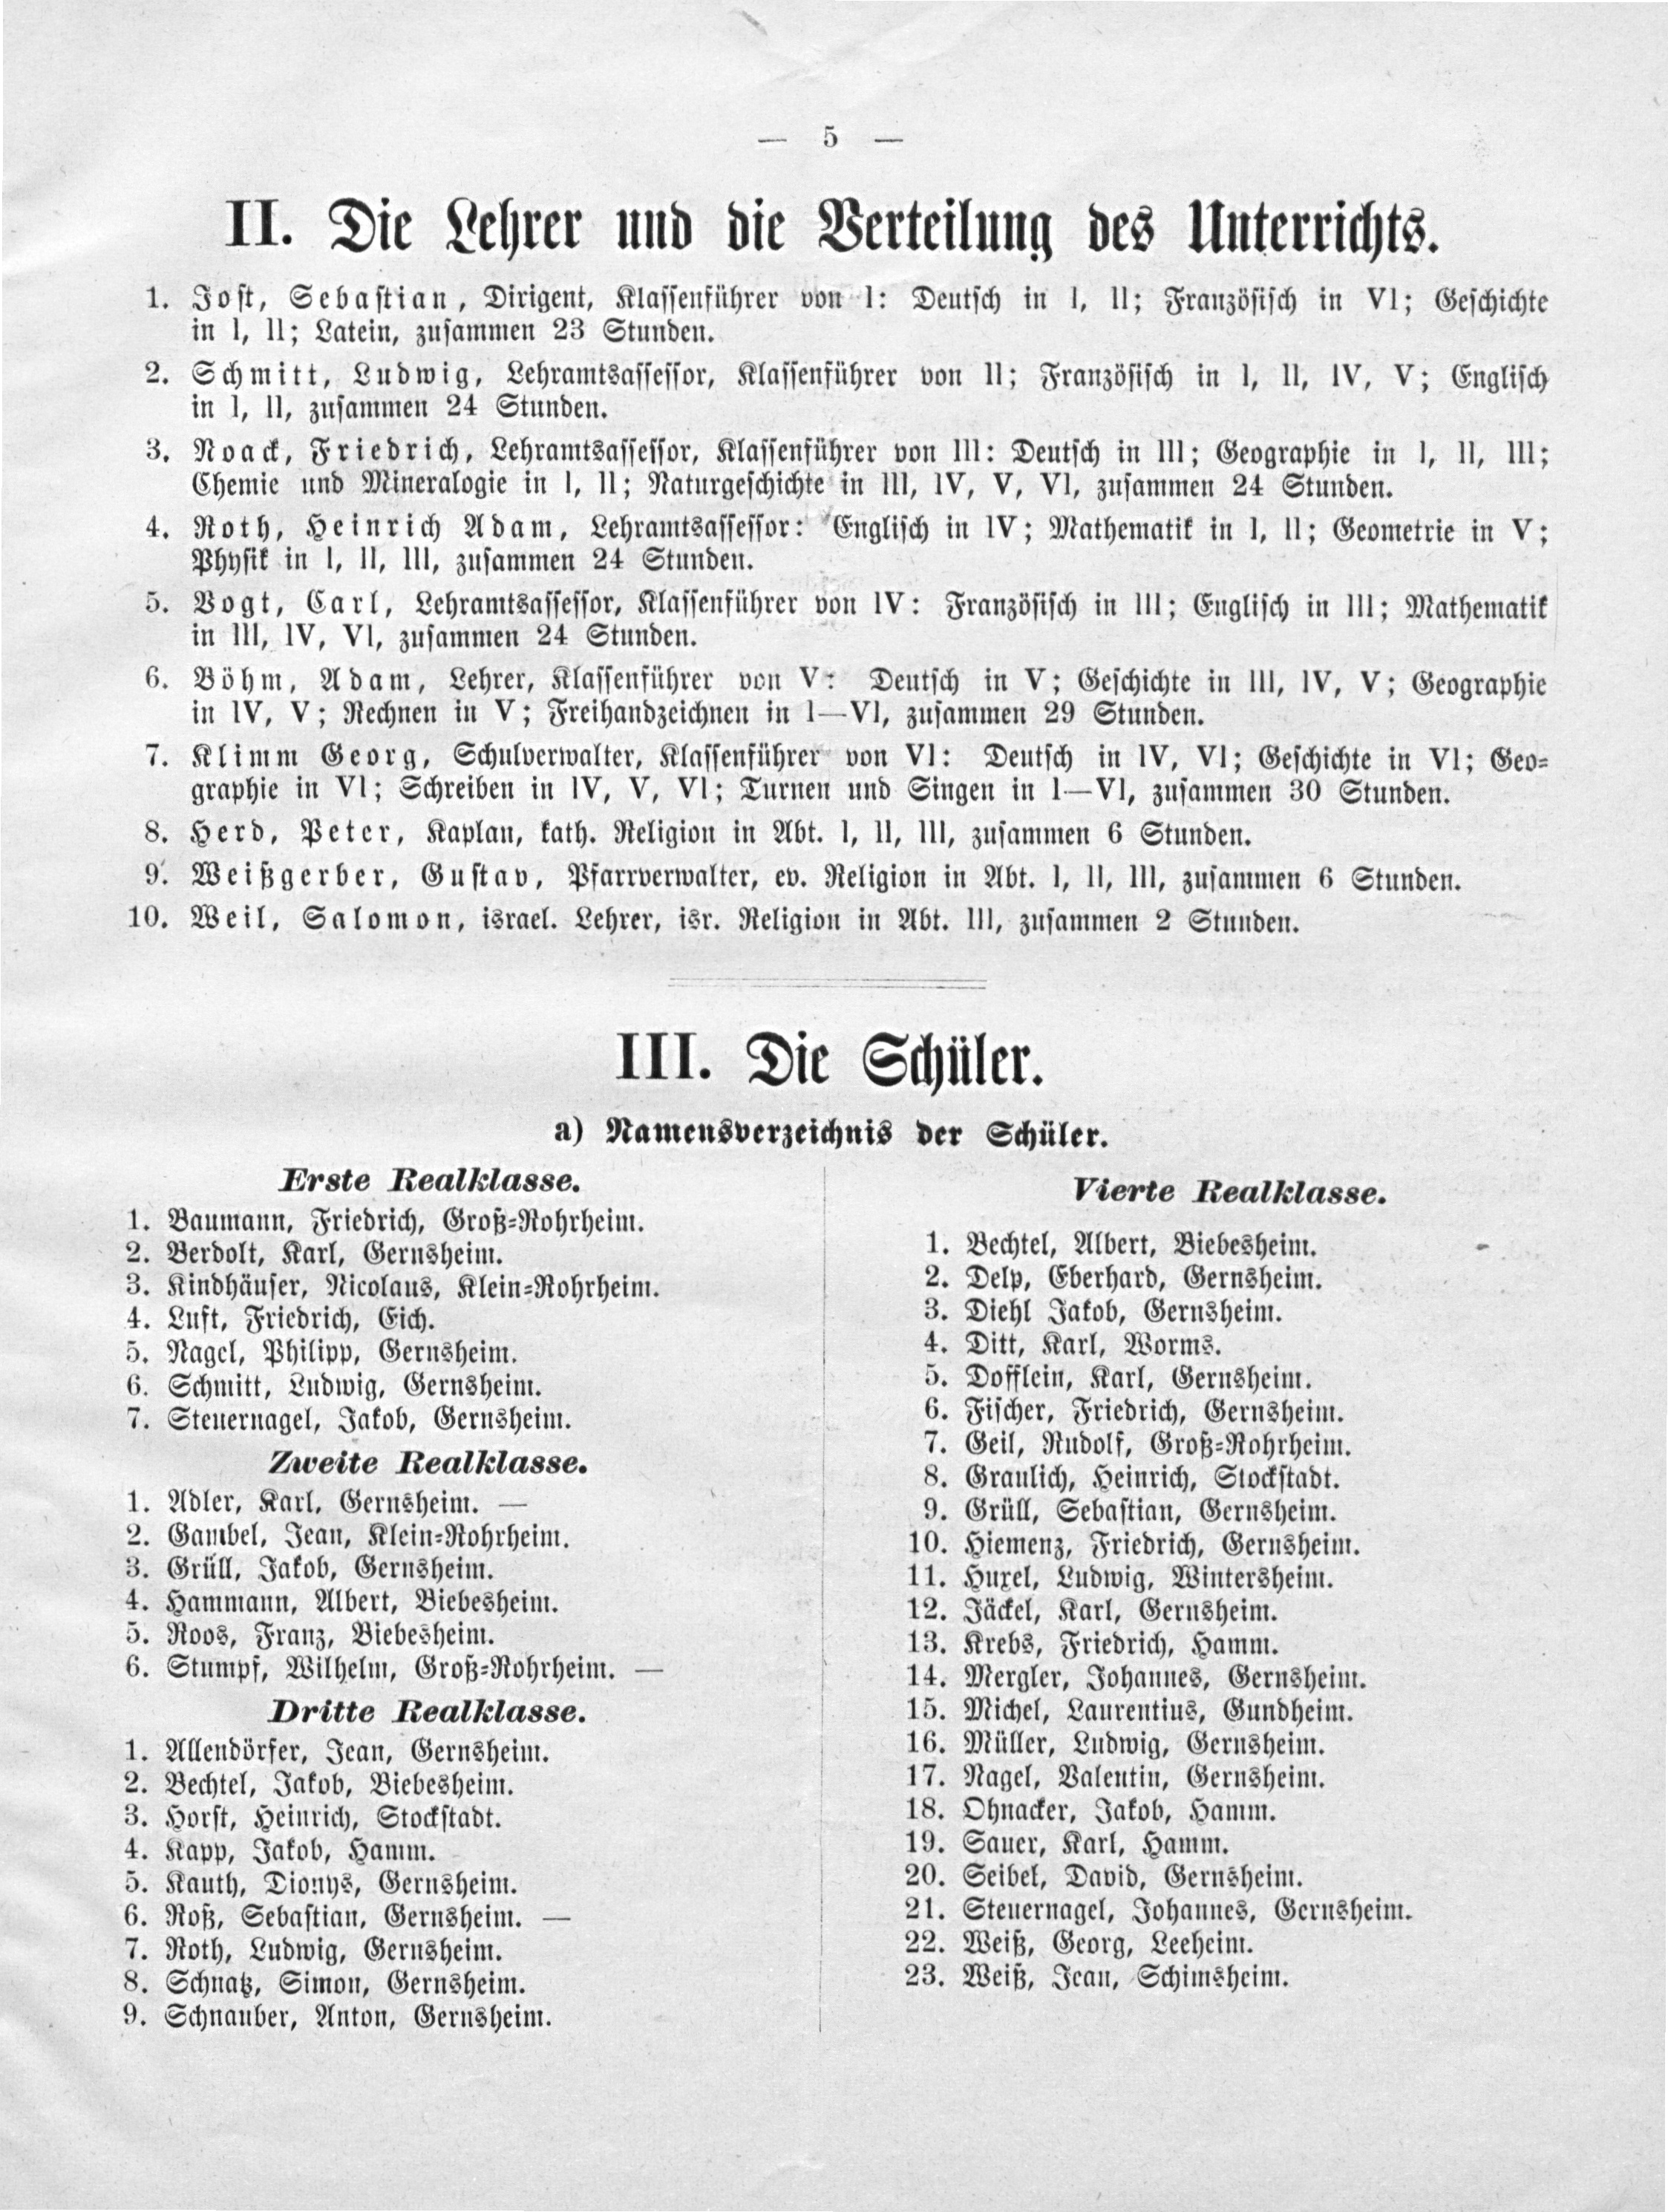 — 5 —
II. Die Lehrer und die Verteilung des Unterrichts.
1. Jost, Sebastian, Dirigent, Klassenführer von I: Deutsch in I, II; Französisch in VI; Geschichte
in I, II; Latein, zusammen 23 Stunden.
2. Schmitt, Ludwig, Lehramtsassessor, Klassenführer von II; Französisch in I, II, IV, V; Englisch
in I, II, zusammen 24 Stunden.
3. Noack, Friedrich, Lehramtsassessor, Klassenführer von III: Deutsch in III; Geographie in I, II, III;
Chemie und Mineralogie in I, II; Naturgeschichte in III, IV, V, VI, zusammen 24 Stunden.
4. Roth, Heinrich Adam, Lehramtsassessor: Englisch in IV; Mathematik in I, II; Geometrie in V;
Physik in I, II, III, zusammen 24 Stunden.
5. Vogt, Carl, Lehramtsassessor, Klassenführer von IV: Französisch in III; Englisch in III; Mathematik
in III, IV, VI, zusammen 24 Stunden.
6. Böhm, Adam, Lehrer, Klassenführer von V: Deutsch in V; Geschichte in III, IV, V; Geographie
in IV, V; Rechnen in V; Freihandzeichnen in I—VI, zusammen 29 Stunden.
7. Klimm Georg, Schulverwalter, Klassenführer von VI: Deutsch in IV, VI; Geschichte in VI; Geo-
graphie in VI; Schreiben in IV, V, VI; Turnen und Singen in I—VI, zusammen 30 Stunden.
8. Herd, Peter, Kaplan, kath. Religion in Abt. I, II, III, zusammen 6 Stunden.
9. Weißgerber, Gustav, Pfarrverwalter, ev. Religion in Abt. I, II, III, zusammen 6 Stunden.
10. Weil, Salomon, israel. Lehrer, isr. Religion in Abt. III, zusammen 2 Stunden.
III. Die Schüler.
a) Namensverzeichnis der Schüler.
Erste Realklasse.
1. Baumann, Friedrich, Groß-Rohrheim.
2. Berdolt, Karl, Gernsheim.
3. Kindhäuser, Nicolaus, Klein-Rohrheim.
4. Luft, Friedrich, Eich.
5. Nagel, Philipp, Gernsheim.
6. Schmitt, Ludwig, Gernsheim.
7. Steuernagel, Jakob, Gernsheim.
Zweite Realklasse.
1. Adler, Karl, Gernsheim. —
2. Gambel, Jean, Klein-Rohrheim.
3. Grüll, Jakob, Gernsheim.
4. Hammann, Albert, Biebesheim.
5. Roos, Franz, Biebesheim.
6. Stumpf, Wilhelm, Groß-Rohrheim. —
Dritte Realklasse.
1. Allendörfer, Jean, Gernsheim.
2. Bechtel, Jakob, Biebesheim.
3. Horst, Heinrich, Stockstadt.
4. Kapp, Jakob, Hamm.
5. Kauth, Dionys, Gernsheim.
6. Roß, Sebastian, Gernsheim. —
7. Roth, Ludwig, Gernsheim.
8. Schnatz, Simon, Gernsheim.
9. Schnauber, Anton, Gernsheim.
Vierte Realklasse.
1. Bechtel, Albert, Biebesheim.
2. Delp, Eberhard, Gernsheim.
3. Diehl Jakob, Gernsheim.
4. Ditt, Karl, Worms.
5. Dofflein, Karl, Gernsheim.
6. Fischer, Friedrich, Gernsheim.
7. Geil, Rudolf, Groß-Rohrheim.
8. Graulich, Heinrich, Stockstadt.
9. Grüll, Sebastian, Gernsheim.
10. Hiemenz, Friedrich, Gernsheim.
11. Huxel, Ludwig, Wintersheim.
12. Jäckel, Karl, Gernsheim.
13. Krebs, Friedrich, Hamm.
14. Mergler, Johannes, Gernsheim.
15. Michel, Laurentius, Gundheim.
16. Müller, Ludwig, Gernsheim.
17. Nagel, Valentin, Gernsheim.
18. Ohnacker, Jakob, Hamm.
19. Sauer, Karl, Hamm.
20. Seibel, David, Gernsheim.
21. Steuernagel, Johannes, Gernsheim.
22. Weiß, Georg, Leeheim.
23. Weiß, Jean, Schimsheim.